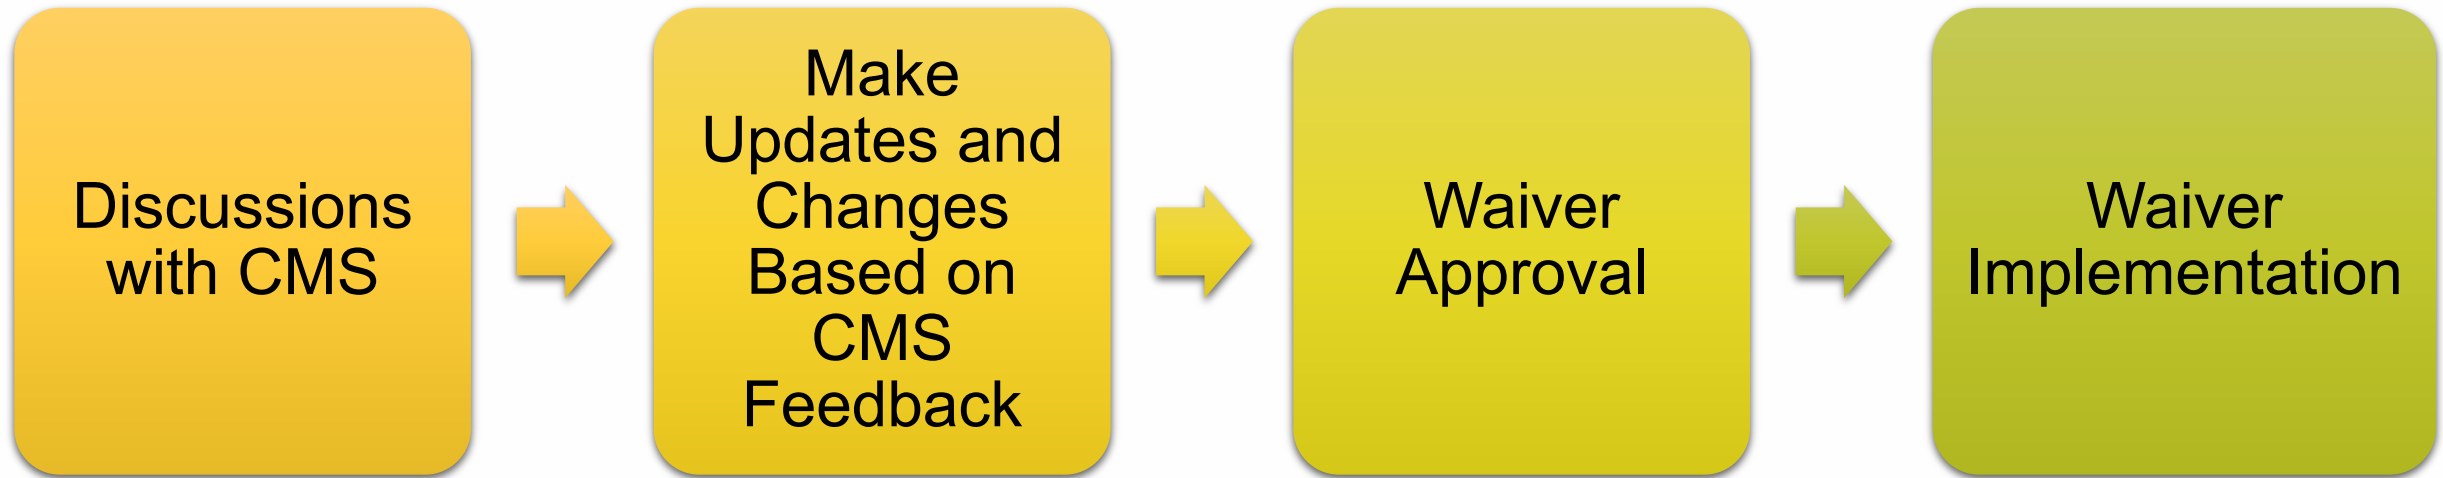 Discussions
with CMS
Make
Updates and
Changes
Based on
CMS
Feedback
Waiver
Approval
Waiver
Implementation